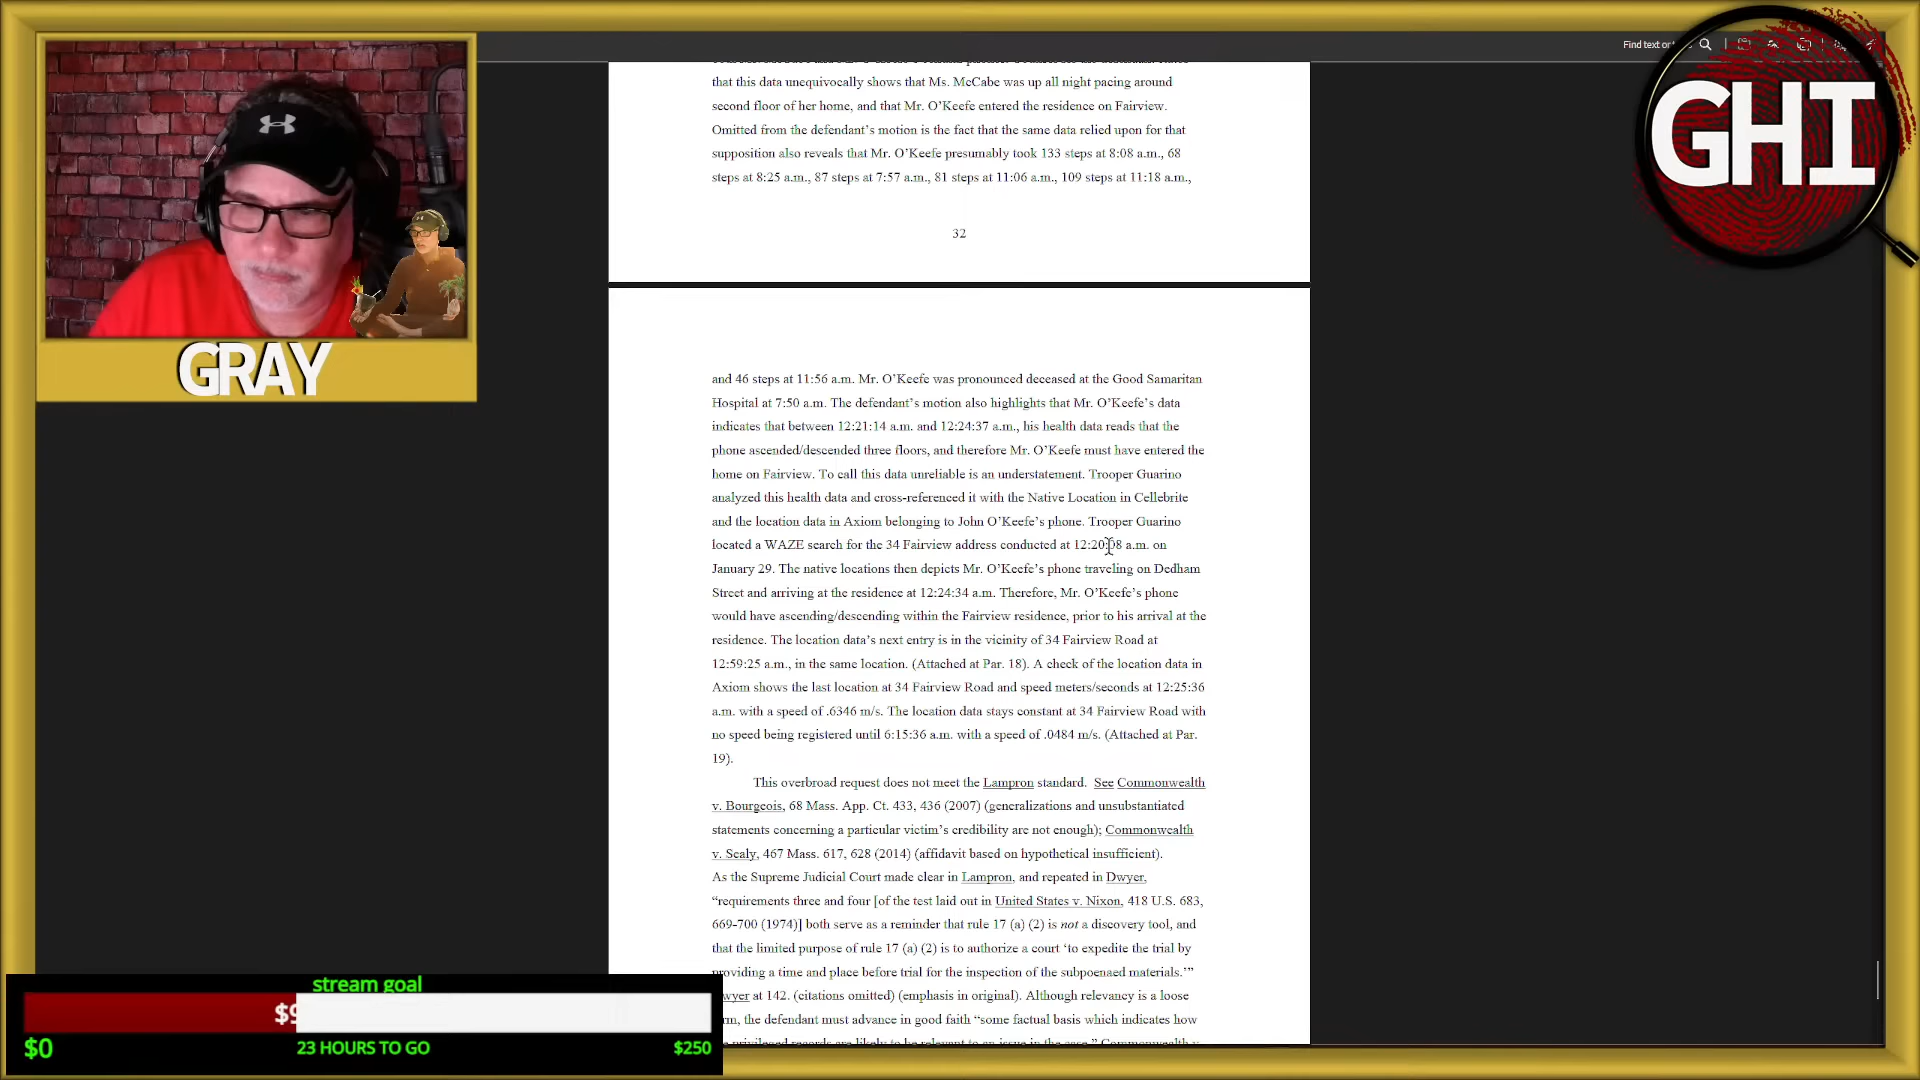 Find text or
GHI
GRAY
that this data unequivocally shows that Ms. McCabe was up all night pacing around
second floor of her home, and that Mr. O'Keefe entered the residence on Fairview.
Omitted from the defendant's motion is the fact that the same data relied upon for that
supposition also reveals that Mr. O'Keefe presumably took 133 steps at 8:08 a.m., 68
steps at 8:25 a.m., 87 steps at 7:57 a.m., 81 steps at 11:06 a.m., 109 steps at 11:18 a.m.,
32
and 46 steps at 11:56 a.m. Mr. O'Keefe was pronounced deceased at the Good Samaritan
Hospital at 7:50 a.m. The defendant's motion also highlights that Mr. O'Keefe's data
indicates that between 12:21:14 a.m. and 12:24:37 a.m., his health data reads that the
phone ascended/descended three floors, and therefore Mr. O'Keefe must have entered the
home on Fairview. To call this data unreliable is an understatement. Trooper Guarino
analyzed this health data and cross-referenced it with the Native Location in Cellebrite
and the location data in Axiom belonging to John O'Keefe's phone. Trooper Guarino
located a WAZE search for the 34 Fairview address conducted at 12:20:08 a.m. on
January 29. The native locations then depicts Mr. O'Keefe's phone traveling on Dedham
Street and arriving at the residence at 12:24:34 a.m. Therefore, Mr. O'Keefe's phone
would have ascending/descending within the Fairview residence, prior to his arrival at the
residence. The location data's next entry is in the vicinity of 34 Fairview Road at
12:59:25 a.m., in the same location. (Attached at Par. 18). A check of the location data in
Axiom shows the last location at 34 Fairview Road and speed meters/seconds at 12:25:36
a.m. with a speed of .6346 m/s. The location data stays constant at 34 Fairview Road with
no speed being registered until 6:15:36 a.m. with a speed of .0484 m/s. (Attached at Par.
19).
This overbroad request does not meet the Lampron standard. See Commonwealth
v. Bourgeois, 68 Mass. App. Ct. 433, 436 (2007) (generalizations and unsubstantiated
statements concerning a particular victim's credibility are not enough); Commonwealth
v. Sealy, 467 Mass. 617, 628 (2014) (affidavit based on hypothetical insufficient).
As the Supreme Judicial Court made clear in Lampron, and repeated in Dwyer,
"requirements three and four [of the test laid out in United States v. Nixon, 418 U.S. 683,
669-700 (1974)] both serve as a reminder that rule 17 (a) (2) is not a discovery tool, and
that the limited purpose of rule 17 (a) (2) is to authorize a court 'to expedite the trial by
providing a time and place before trial for the inspection of the subpoenaed materials.'"
wyer at 142. (citations omitted) (emphasis in original). Although relevancy is a loose
the defendant must advance in good faith "some factual basis which indicates how
privileged records are likely to be relevant to an issue in the case." Commonwealth v.
stream goal
$9
$0
23 HOURS TO GO
$250